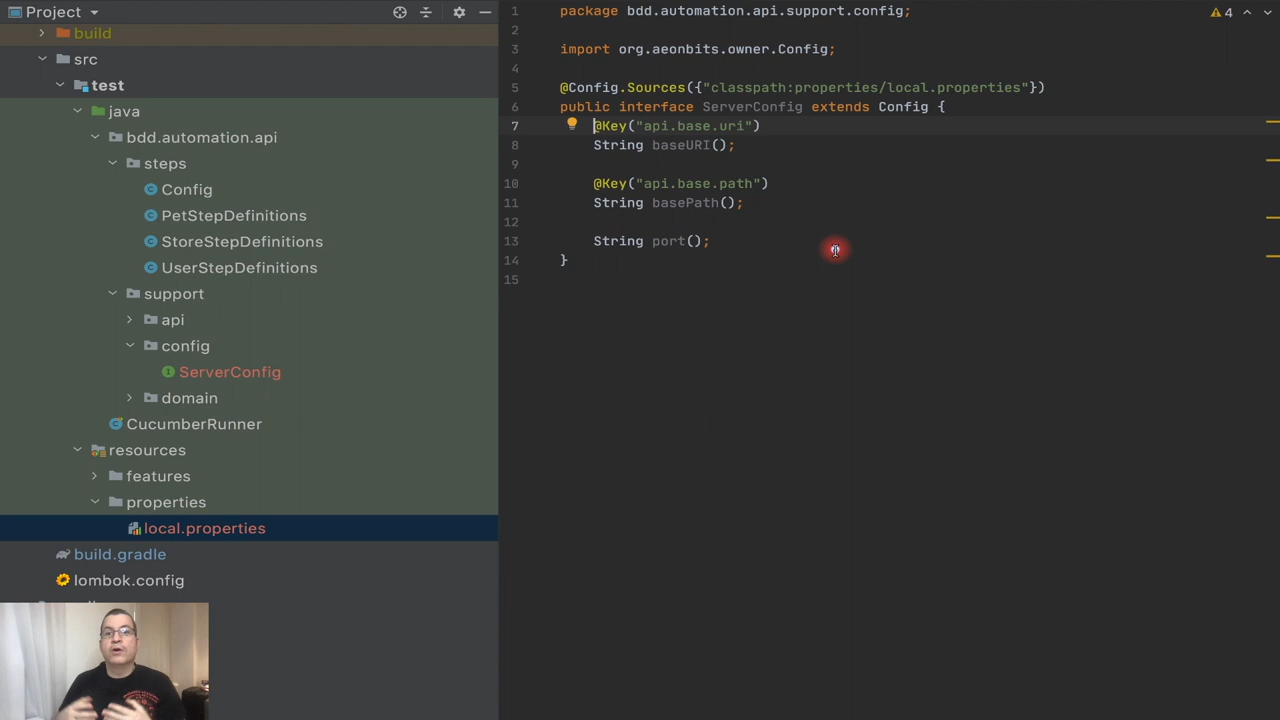 Project
build
src
test
java
bdd.automation.api
steps
Config
PetStepDefinitions
StoreStepDefinitions
UserStepDefinitions
support
api
config
ServerConfig
domain
CucumberRunner
resources
features
properties
local.properties
build.gradle
lombok.config
1 package bdd.automation.api.support.config;
2
3 import org.aeonbits.owner.Config;
4
5 @Config.Sources({"classpath:properties/local.properties"})
6 public interface ServerConfig extends Config {
7 @Key("api.base.uri")
8 String baseURI();
9
10 @Key("api.base.path")
11 String basePath();
12
13 String port();
14 }
15
4